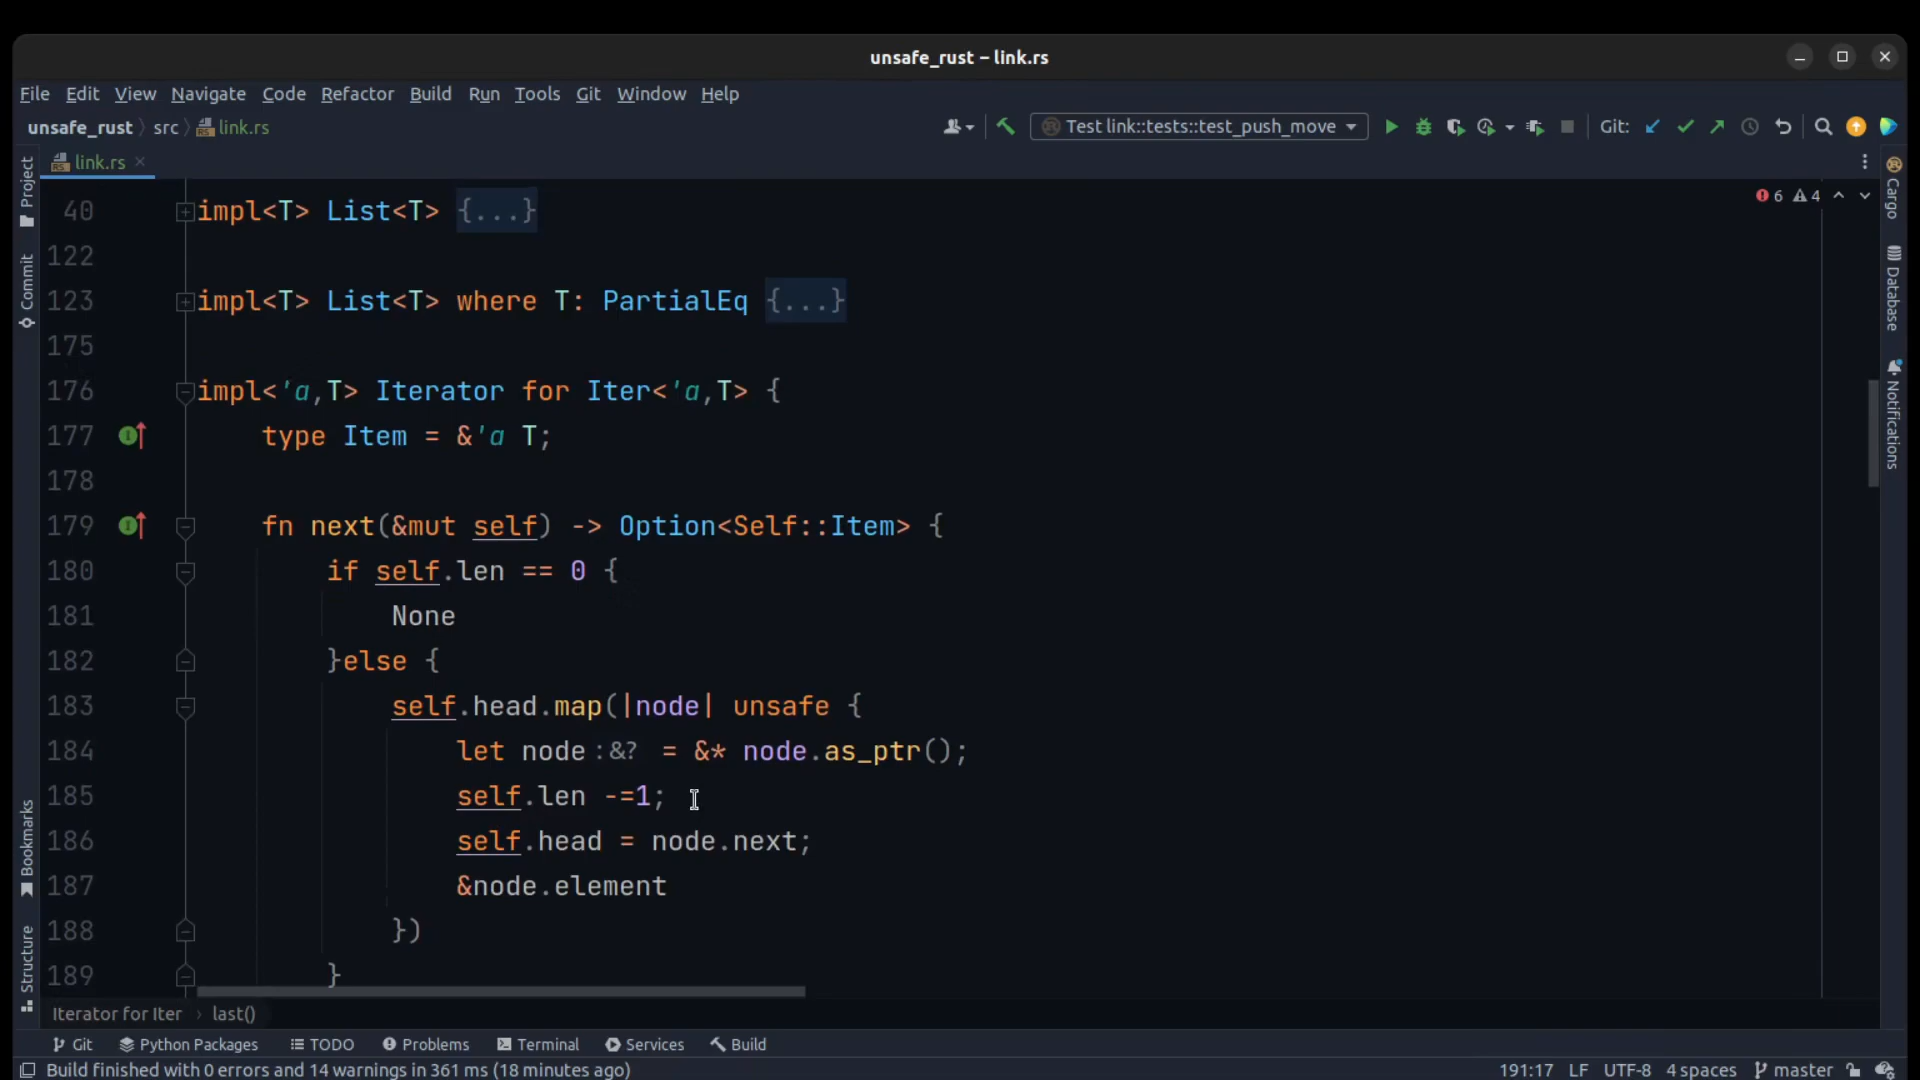 unsafe_rust – link.rs
File Edit View Navigate Code Refactor Build Run Tools Git Window Help
unsafe_rust 〉 src 〉 link.rs Test link::tests::test_push_move Git:
link.rs
Project
Commit
Bookmarks
Structure
6 4
Cargo
Database
Notifications
40 impl<T> List<T> {...}
122
123 impl<T> List<T> where T: PartialEq {...}
175
176 impl<'a,T> Iterator for Iter<'a,T> {
177 type Item = &'a T;
178
179 fn next(&mut self) -> Option<Self::Item> {
180 if self.len == 0 {
181 None
182 }else {
183 self.head.map(|node| unsafe {
184 let node :&? = &* node.as_ptr();
185 self.len -=1;
186 self.head = node.next;
187 &node.element
188 })
189 }
Iterator for Iter › last()
Git Python Packages TODO Problems Terminal Services Build
Build finished with 0 errors and 14 warnings in 361 ms (18 minutes ago) 191:17 LF UTF-8 4 spaces master